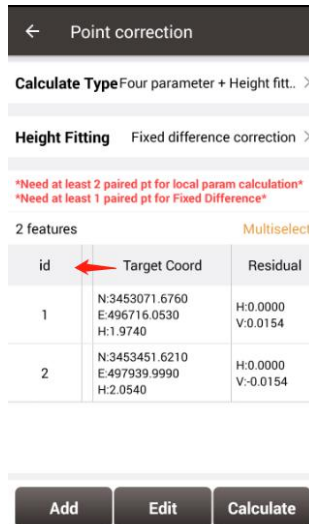 Point correction
Calculate Type Four parameter + Height fitt..
Height Fitting Fixed difference correction
*Need at least 2 paired pt for local param calculation*
*Need at least 1 paired pt for Fixed Difference*
2 features Multiselect
id Target Coord Residual
N:3453071.6760
1 E:496716.0530 H:0.0000
H:1.9740 V:0.0154
N:3453451.6210
2 E:497939.9990 H:0.0000
H:2.0540 V:-0.0154
Add Edit Calculate